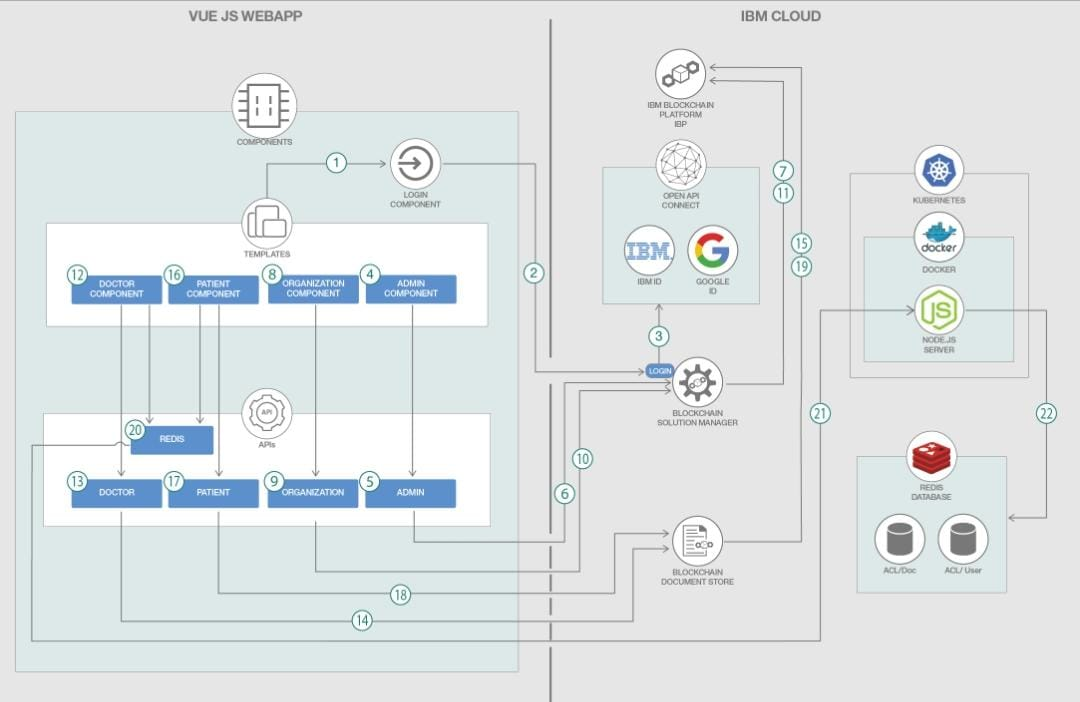 VUE JS WEBAPP
IBM CLOUD
COMPONENTS
1
LOGIN
COMPONENT
TEMPLATES
12
DOCTOR
COMPONENT
16
PATIENT
COMPONENT
8
ORGANIZATION
COMPONENT
4
ADMIN
COMPONENT
2
API
APIs
20
REDIS
13
DOCTOR
17
PATIENT
9
ORGANIZATION
5
ADMIN
10
6
18
14
IBM BLOCKCHAIN
PLATFORM
IBP
OPEN API
CONNECT
IBM
IBM ID
G
GOOGLE
ID
3
LOGIN
BLOCKCHAIN
SOLUTION MANAGER
7
11
15
19
BLOCKCHAIN
DOCUMENT STORE
KUBERNETES
docker
DOCKER
JS
NODE.JS
SERVER
21
22
REDIS
DATABASE
ACL/Doc
ACL/ User